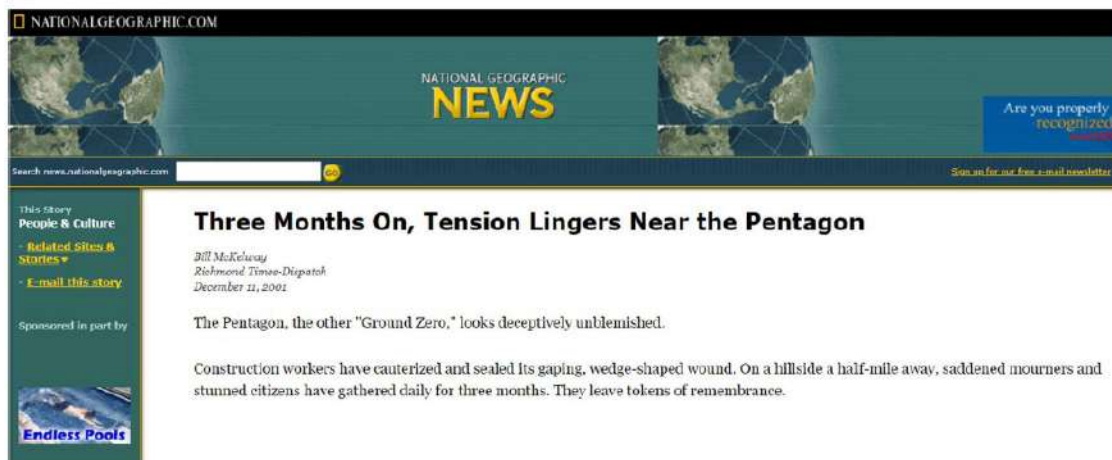 NATIONALGEOGRAPHIC.COM
NATIONAL GEOGRAPHIC
NEWS
Are you properly
recognized
Search news.nationalgeographic.com
GO
Sign up for our free e-mail newsletter
This Story
People & Culture
- Related Sites &
Stories
- E-mail this story
Sponsored in part by
Endless Pools
Three Months On, Tension Lingers Near the Pentagon
Bill McKelway
Richmond Times-Dispatch
December 11, 2001
The Pentagon, the other "Ground Zero," looks deceptively unblemished.
Construction workers have cauterized and sealed its gaping, wedge-shaped wound. On a hillside a half-mile away, saddened mourners and
stunned citizens have gathered daily for three months. They leave tokens of remembrance.